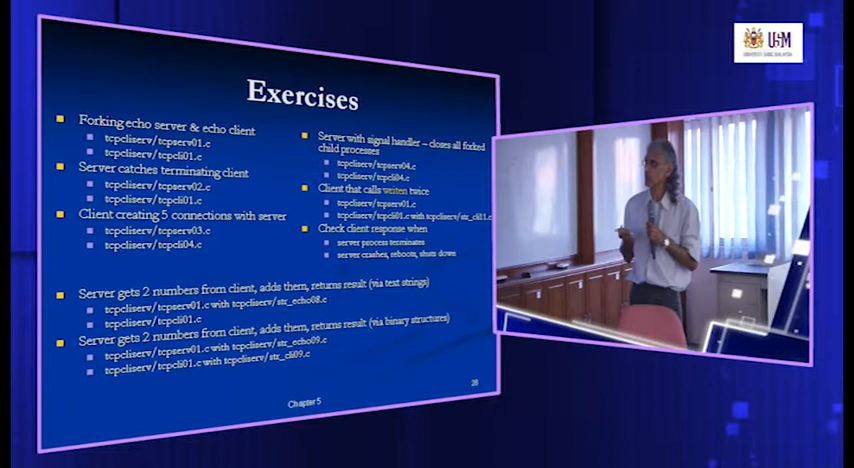 Exercises
Forking echo server & echo client
tcpcliserv/tcpserv01.c
tcpcliserv/tcpcli01.c
Server catches terminating client
tcpcliserv/tcpserv02.c
tcpcliserv/tcpcli01.c
Client creating 5 connections with server
tcpcliserv/tcpserv03.c
tcpcliserv/tcpcli04.c
Server with signal handler – closes all forked
child processes
tcpcliserv/tcpserv04.c
tcpcliserv/tcpcli04.c
Client that calls writen twice
tcpcliserv/tcpserv01.c
tcpcliserv/tcpcli01.c with tcpcliserv/str_cli11.c
Check client response when
server process terminates
server crashes, reboots, shuts down
Server gets 2 numbers from client, adds them, returns result (via text strings)
tcpcliserv/tcpserv01.c with tcpcliserv/str_echo08.c
tcpcliserv/tcpcli01.c
Server gets 2 numbers from client, adds them, returns result (via binary structures)
tcpcliserv/tcpserv01.c with tcpcliserv/str_echo09.c
tcpcliserv/tcpcli01.c with tcpcliserv/str_cli09.c
28
Chapter 5
USM
UNIVERSITI SAINS MALAYSIA